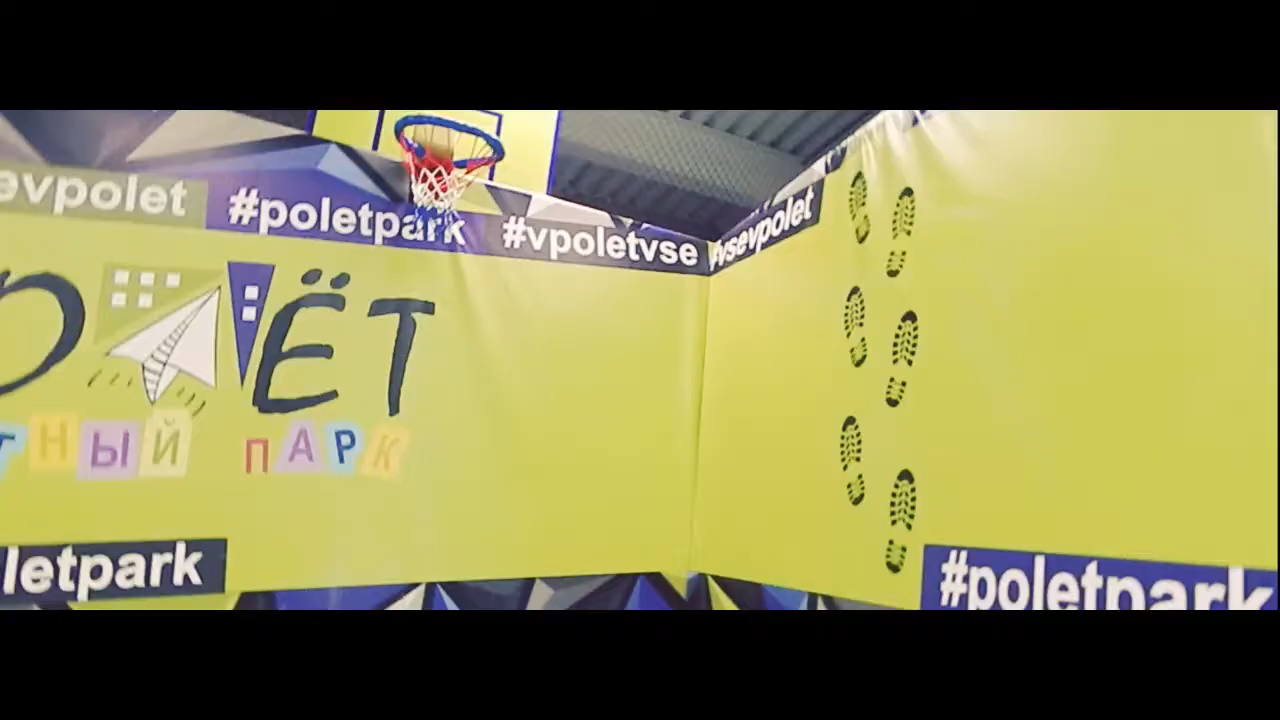 evpolet #poletpark #vpoletvse #vsevpolet
ЁТ
ТНЫЙ ПАРК
letpark
#poletpark